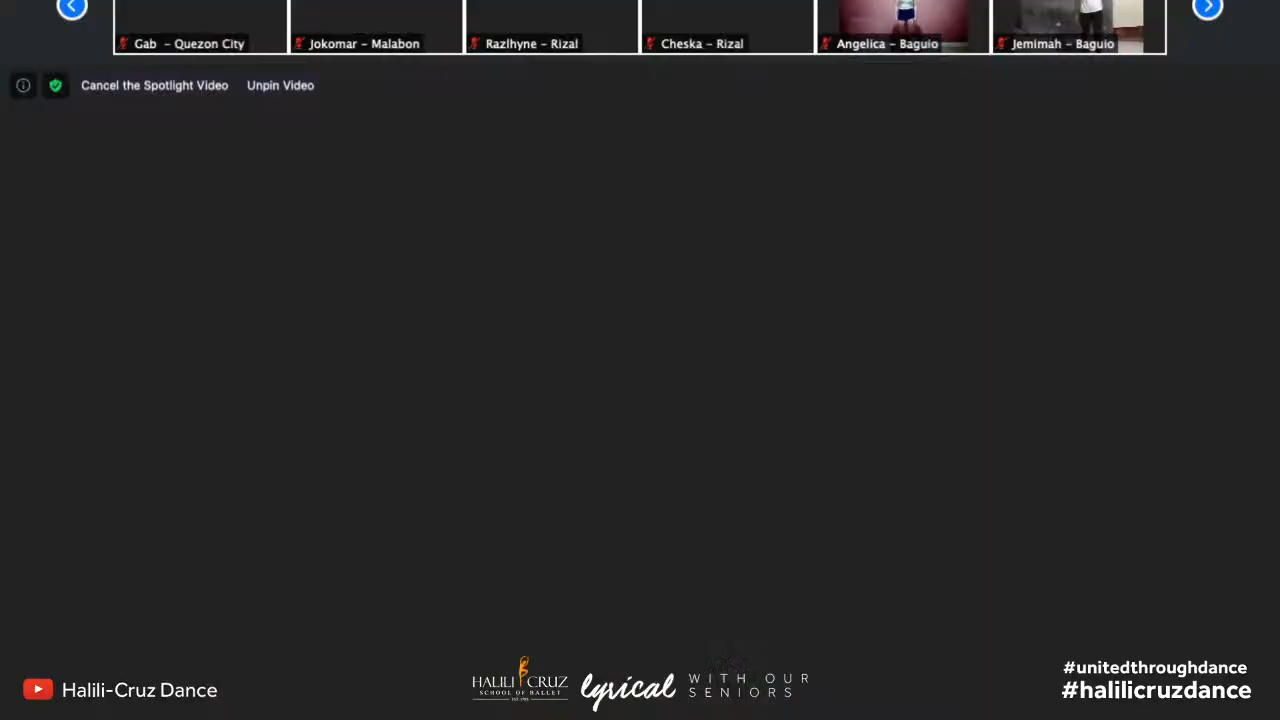 Gab - Quezon City
Jokomar - Malabon
Razlhyne - Rizal
Cheska - Rizal
Angelica - Baguio
Jemimah - Baguio
Cancel the Spotlight Video
Unpin Video
Halili-Cruz Dance
HALILI CRUZ
SCHOOL OF BALLET
lyrical
WITH OUR
SENIORS
#unitedthroughdance
#halilicruzdance